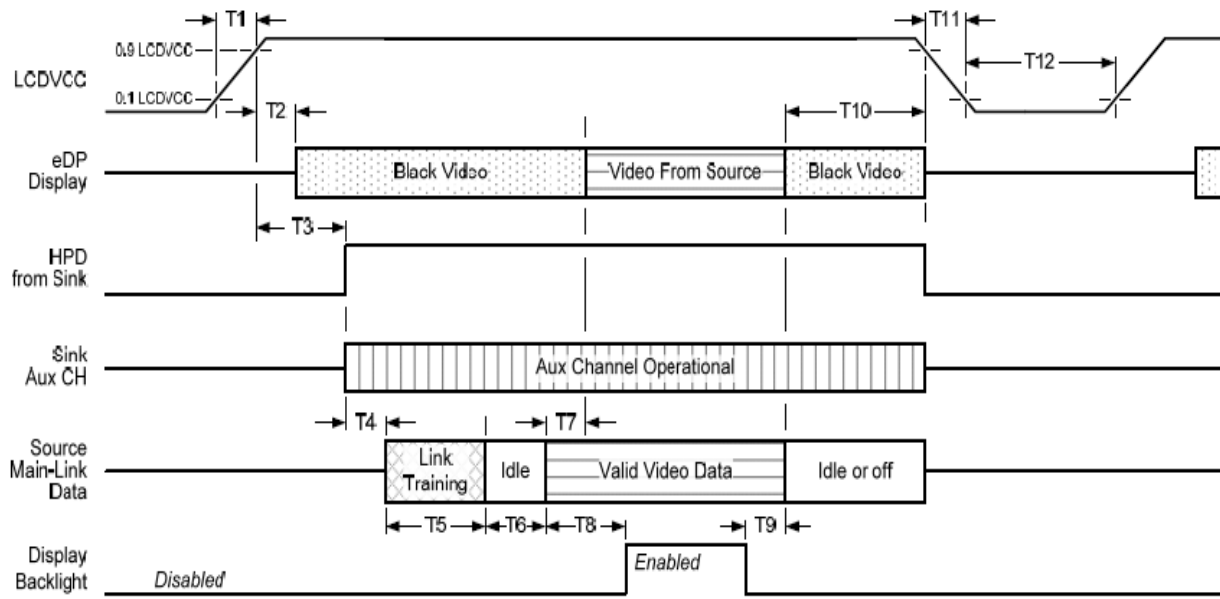 T1
T11
0.9 LCDVCC
LCDVCC
T12
0.1 LCDVCC
T2
T10
eDP
Display
Black Video
Video From Source
Black Video
T3
HPD
from Sink
Sink
Aux CH
Aux Channel Operational
T4
T7
Source
Main-Link
Data
Link
Training
Idle
Valid Video Data
Idle or off
T5
T6
T8
T9
Display
Backlight
Disabled
Enabled